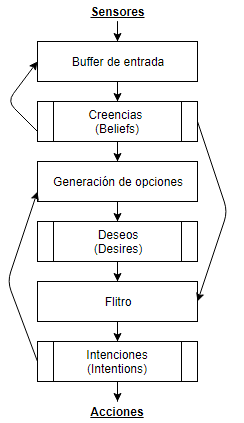 Sensores
Buffer de entrada
Creencias
(Beliefs)
Generación de opciones
Deseos
(Desires)
Flitro
Intenciones
(Intentions)
Acciones